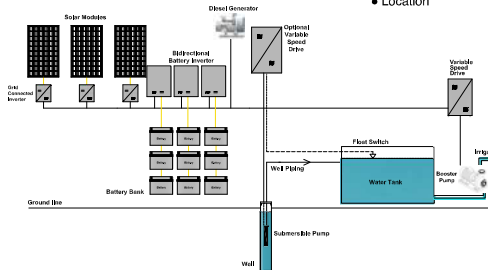 • Location
Diesel Generator
Solar Modules
Optional
Variable
Speed
Drive
Bidirectional
Battery Inverter
Variable
Speed
Drive
Grid
Connected
Inverter
Float Switch
Well Piping
Battery Bank
Water Tank
Booster
Pump
Ground line
Submersible Pump
Well